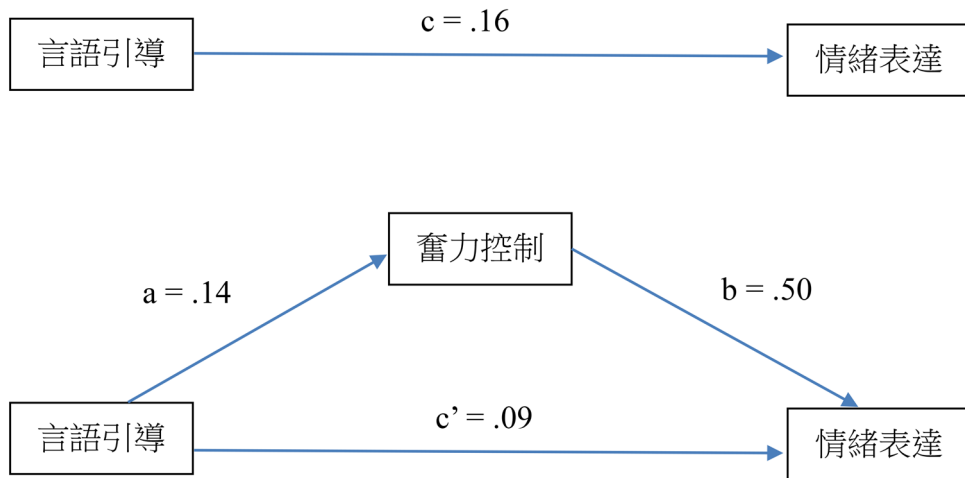 c = .16
言語引導
情緒表達
奮力控制
a = .14
b = .50
c’ = .09
言語引導
情緒表達